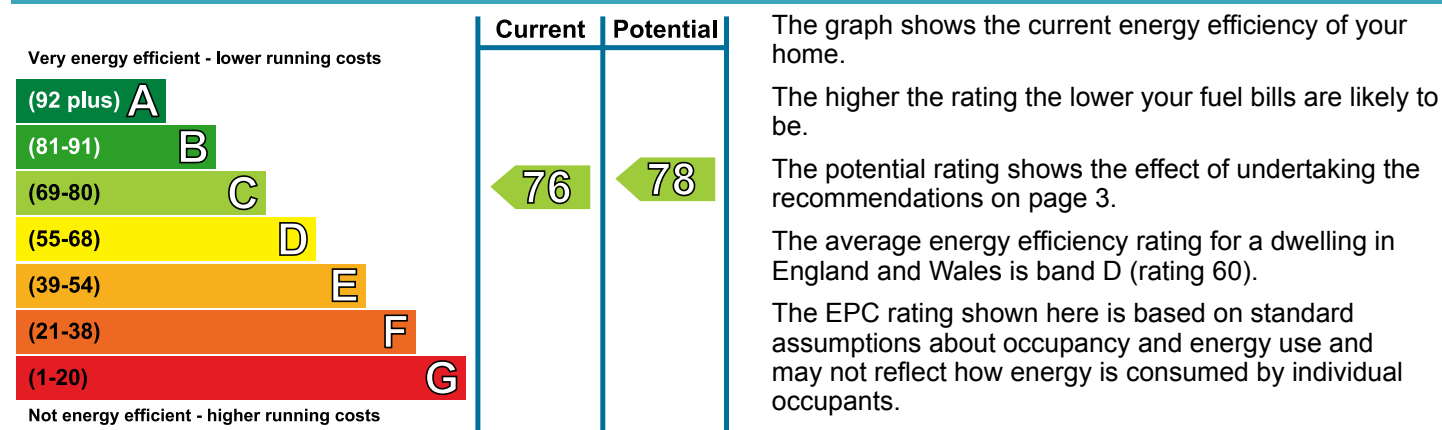 Current Potential
Very energy efficient - lower running costs
(92 plus) A
(81-91) B
(69-80) C
76 78
(55-68) D
(39-54) E
(21-38) F
(1-20) G
Not energy efficient - higher running costs
The graph shows the current energy efficiency of your
home.
The higher the rating the lower your fuel bills are likely to
be.
The potential rating shows the effect of undertaking the
recommendations on page 3.
The average energy efficiency rating for a dwelling in
England and Wales is band D (rating 60).
The EPC rating shown here is based on standard
assumptions about occupancy and energy use and
may not reflect how energy is consumed by individual
occupants.